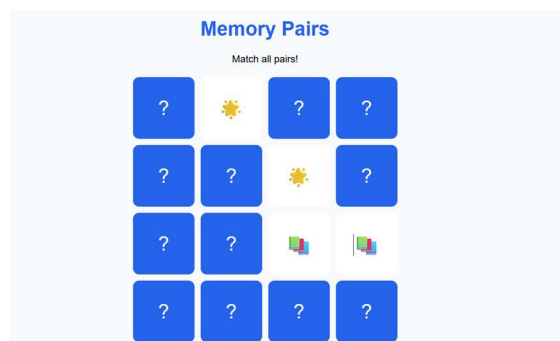 Memory Pairs
Match all pairs!
? ? ?
? ? ?
? ?
? ? ? ?